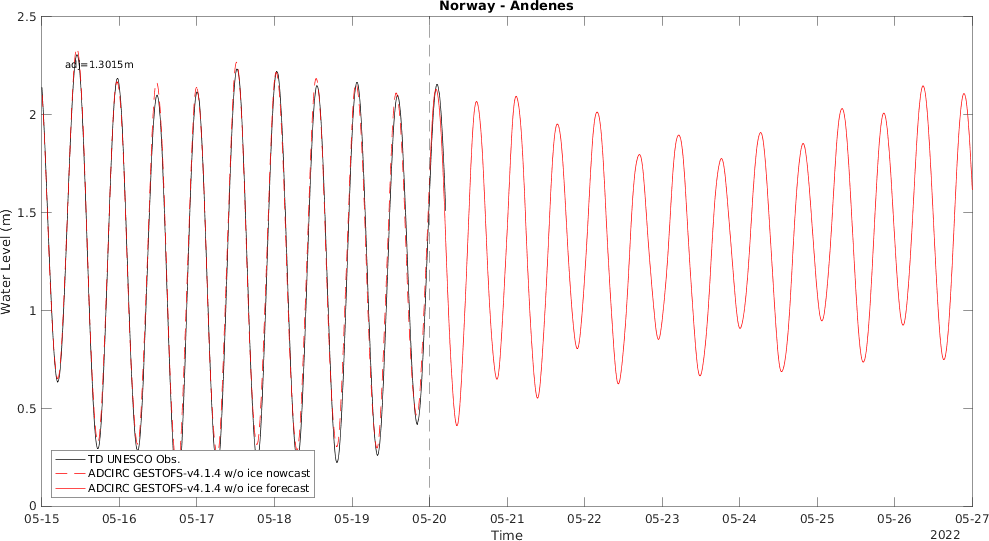 Norway - Andenes
2.5
adj=1.3015m
2
1.5
Water Level (m)
1
0.5
TD UNESCO Obs.
ADCIRC GESTOFS-v4.1.4 w/o ice nowcast
ADCIRC GESTOFS-v4.1.4 w/o ice forecast
0
05-15 05-16 05-17 05-18 05-19 05-20 05-21 05-22 05-23 05-24 05-25 05-26 05-27
Time
2022